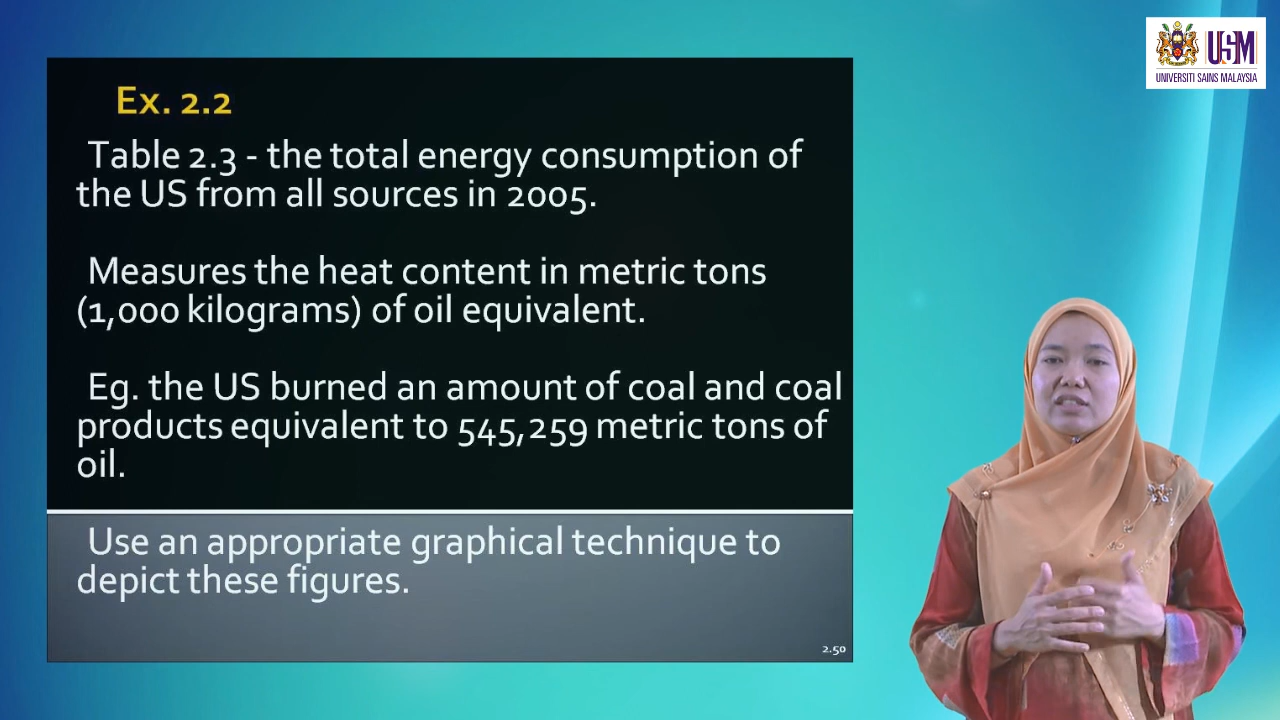 USM
UNIVERSITI SAINS MALAYSIA
Ex. 2.2
Table 2.3 - the total energy consumption of
the US from all sources in 2005.
Measures the heat content in metric tons
(1,000 kilograms) of oil equivalent.
Eg. the US burned an amount of coal and coal
products equivalent to 545,259 metric tons of
oil.
Use an appropriate graphical technique to
depict these figures.
2.50